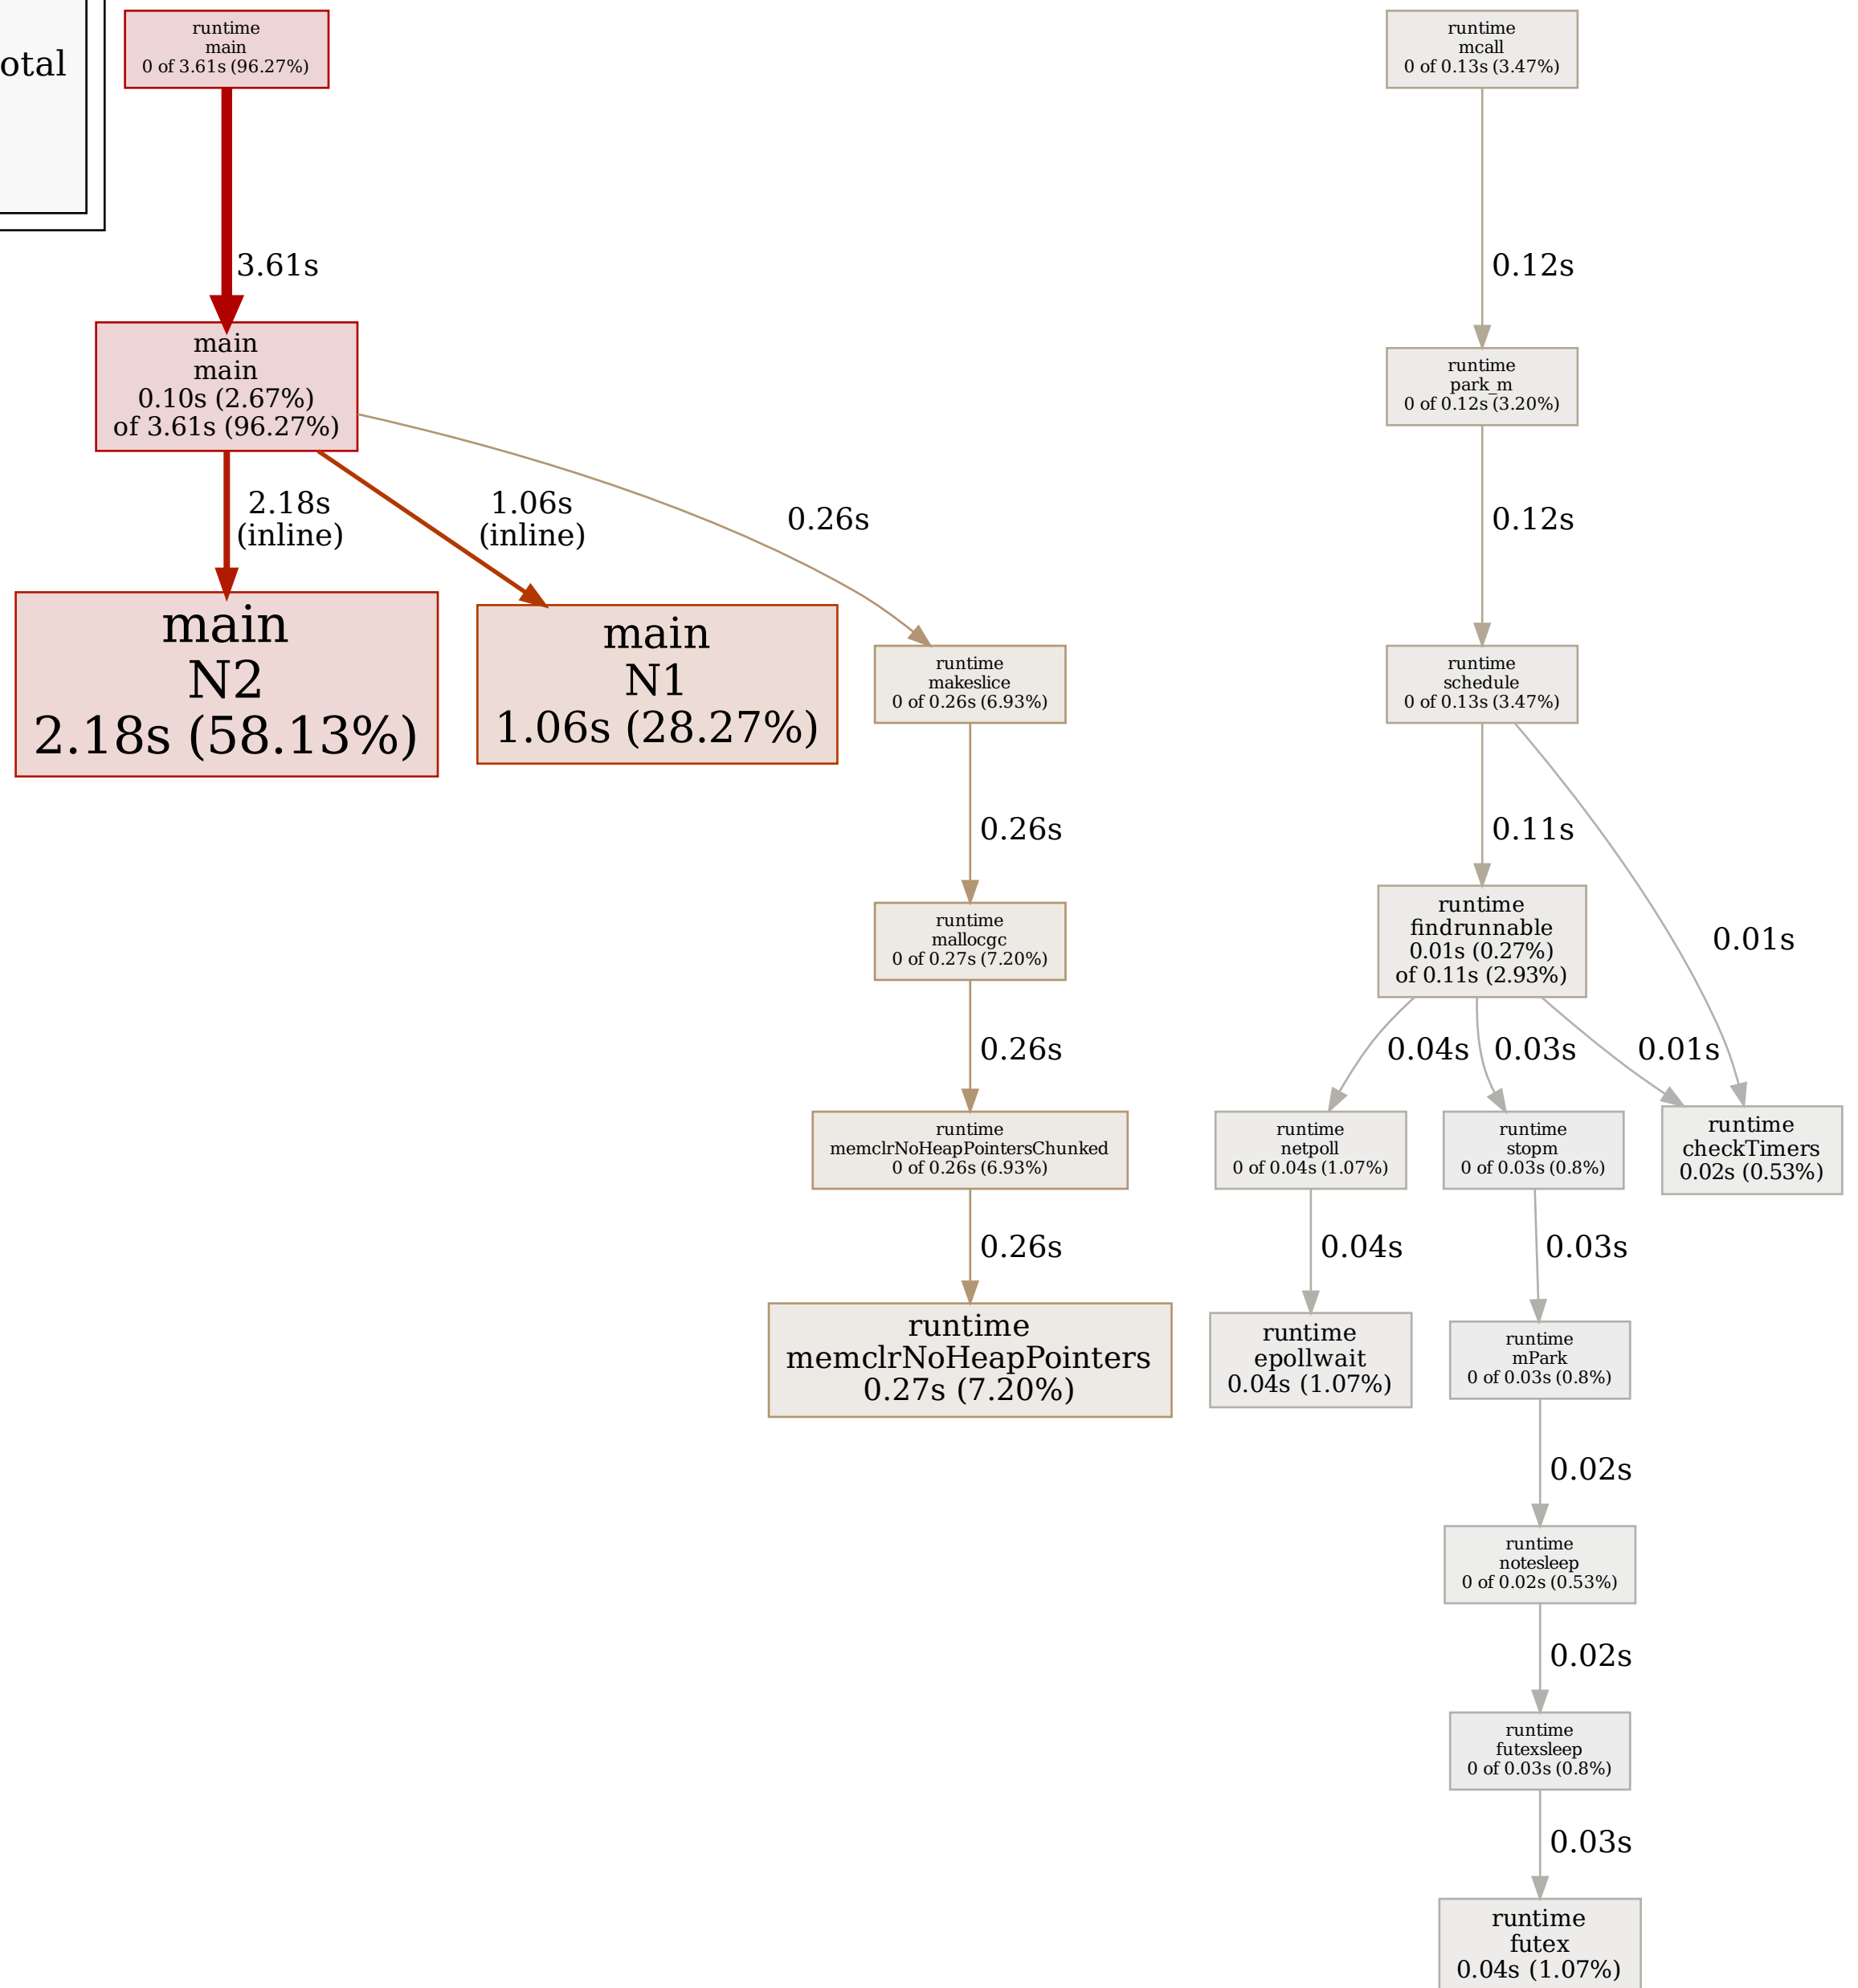 otal
runtime
main
0 of 3.61s (96.27%)
runtime
mcall
0 of 0.13s (3.47%)
3.61s
0.12s
main
main
0.10s (2.67%)
of 3.61s (96.27%)
runtime
park_m
0 of 0.12s (3.20%)
2.18s
(inline)
1.06s
(inline)
0.26s
0.12s
main
N2
2.18s (58.13%)
main
N1
1.06s (28.27%)
runtime
makeslice
0 of 0.26s (6.93%)
runtime
schedule
0 of 0.13s (3.47%)
0.26s
0.11s
0.01s
runtime
mallocgc
0 of 0.27s (7.20%)
runtime
findrunnable
0.01s (0.27%)
of 0.11s (2.93%)
0.26s
0.04s
0.03s
0.01s
runtime
memclrNoHeapPointersChunked
0 of 0.26s (6.93%)
runtime
netpoll
0 of 0.04s (1.07%)
runtime
stopm
0 of 0.03s (0.8%)
runtime
checkTimers
0.02s (0.53%)
0.26s
0.04s
0.03s
runtime
memclrNoHeapPointers
0.27s (7.20%)
runtime
epollwait
0.04s (1.07%)
runtime
mPark
0 of 0.03s (0.8%)
0.02s
runtime
notesleep
0 of 0.02s (0.53%)
0.02s
runtime
futexsleep
0 of 0.03s (0.8%)
0.03s
runtime
futex
0.04s (1.07%)